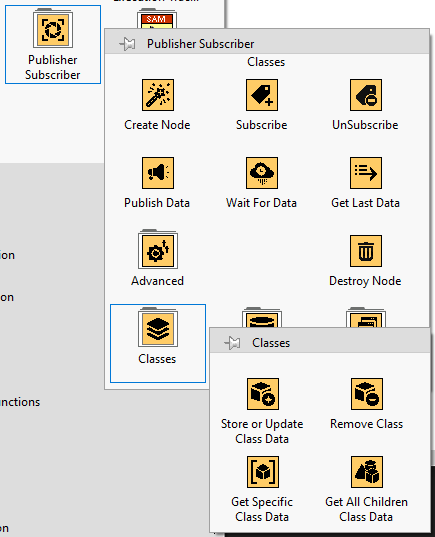 SAM
Publisher
Subscriber
Publisher Subscriber
Classes
Create Node
Subscribe
UnSubscribe
Publish Data
Wait For Data
Get Last Data
Advanced
Destroy Node
Classes
Classes
Store or Update
Class Data
Remove Class
Get Specific
Class Data
Get All Children
Class Data
ion
on
unctions
on